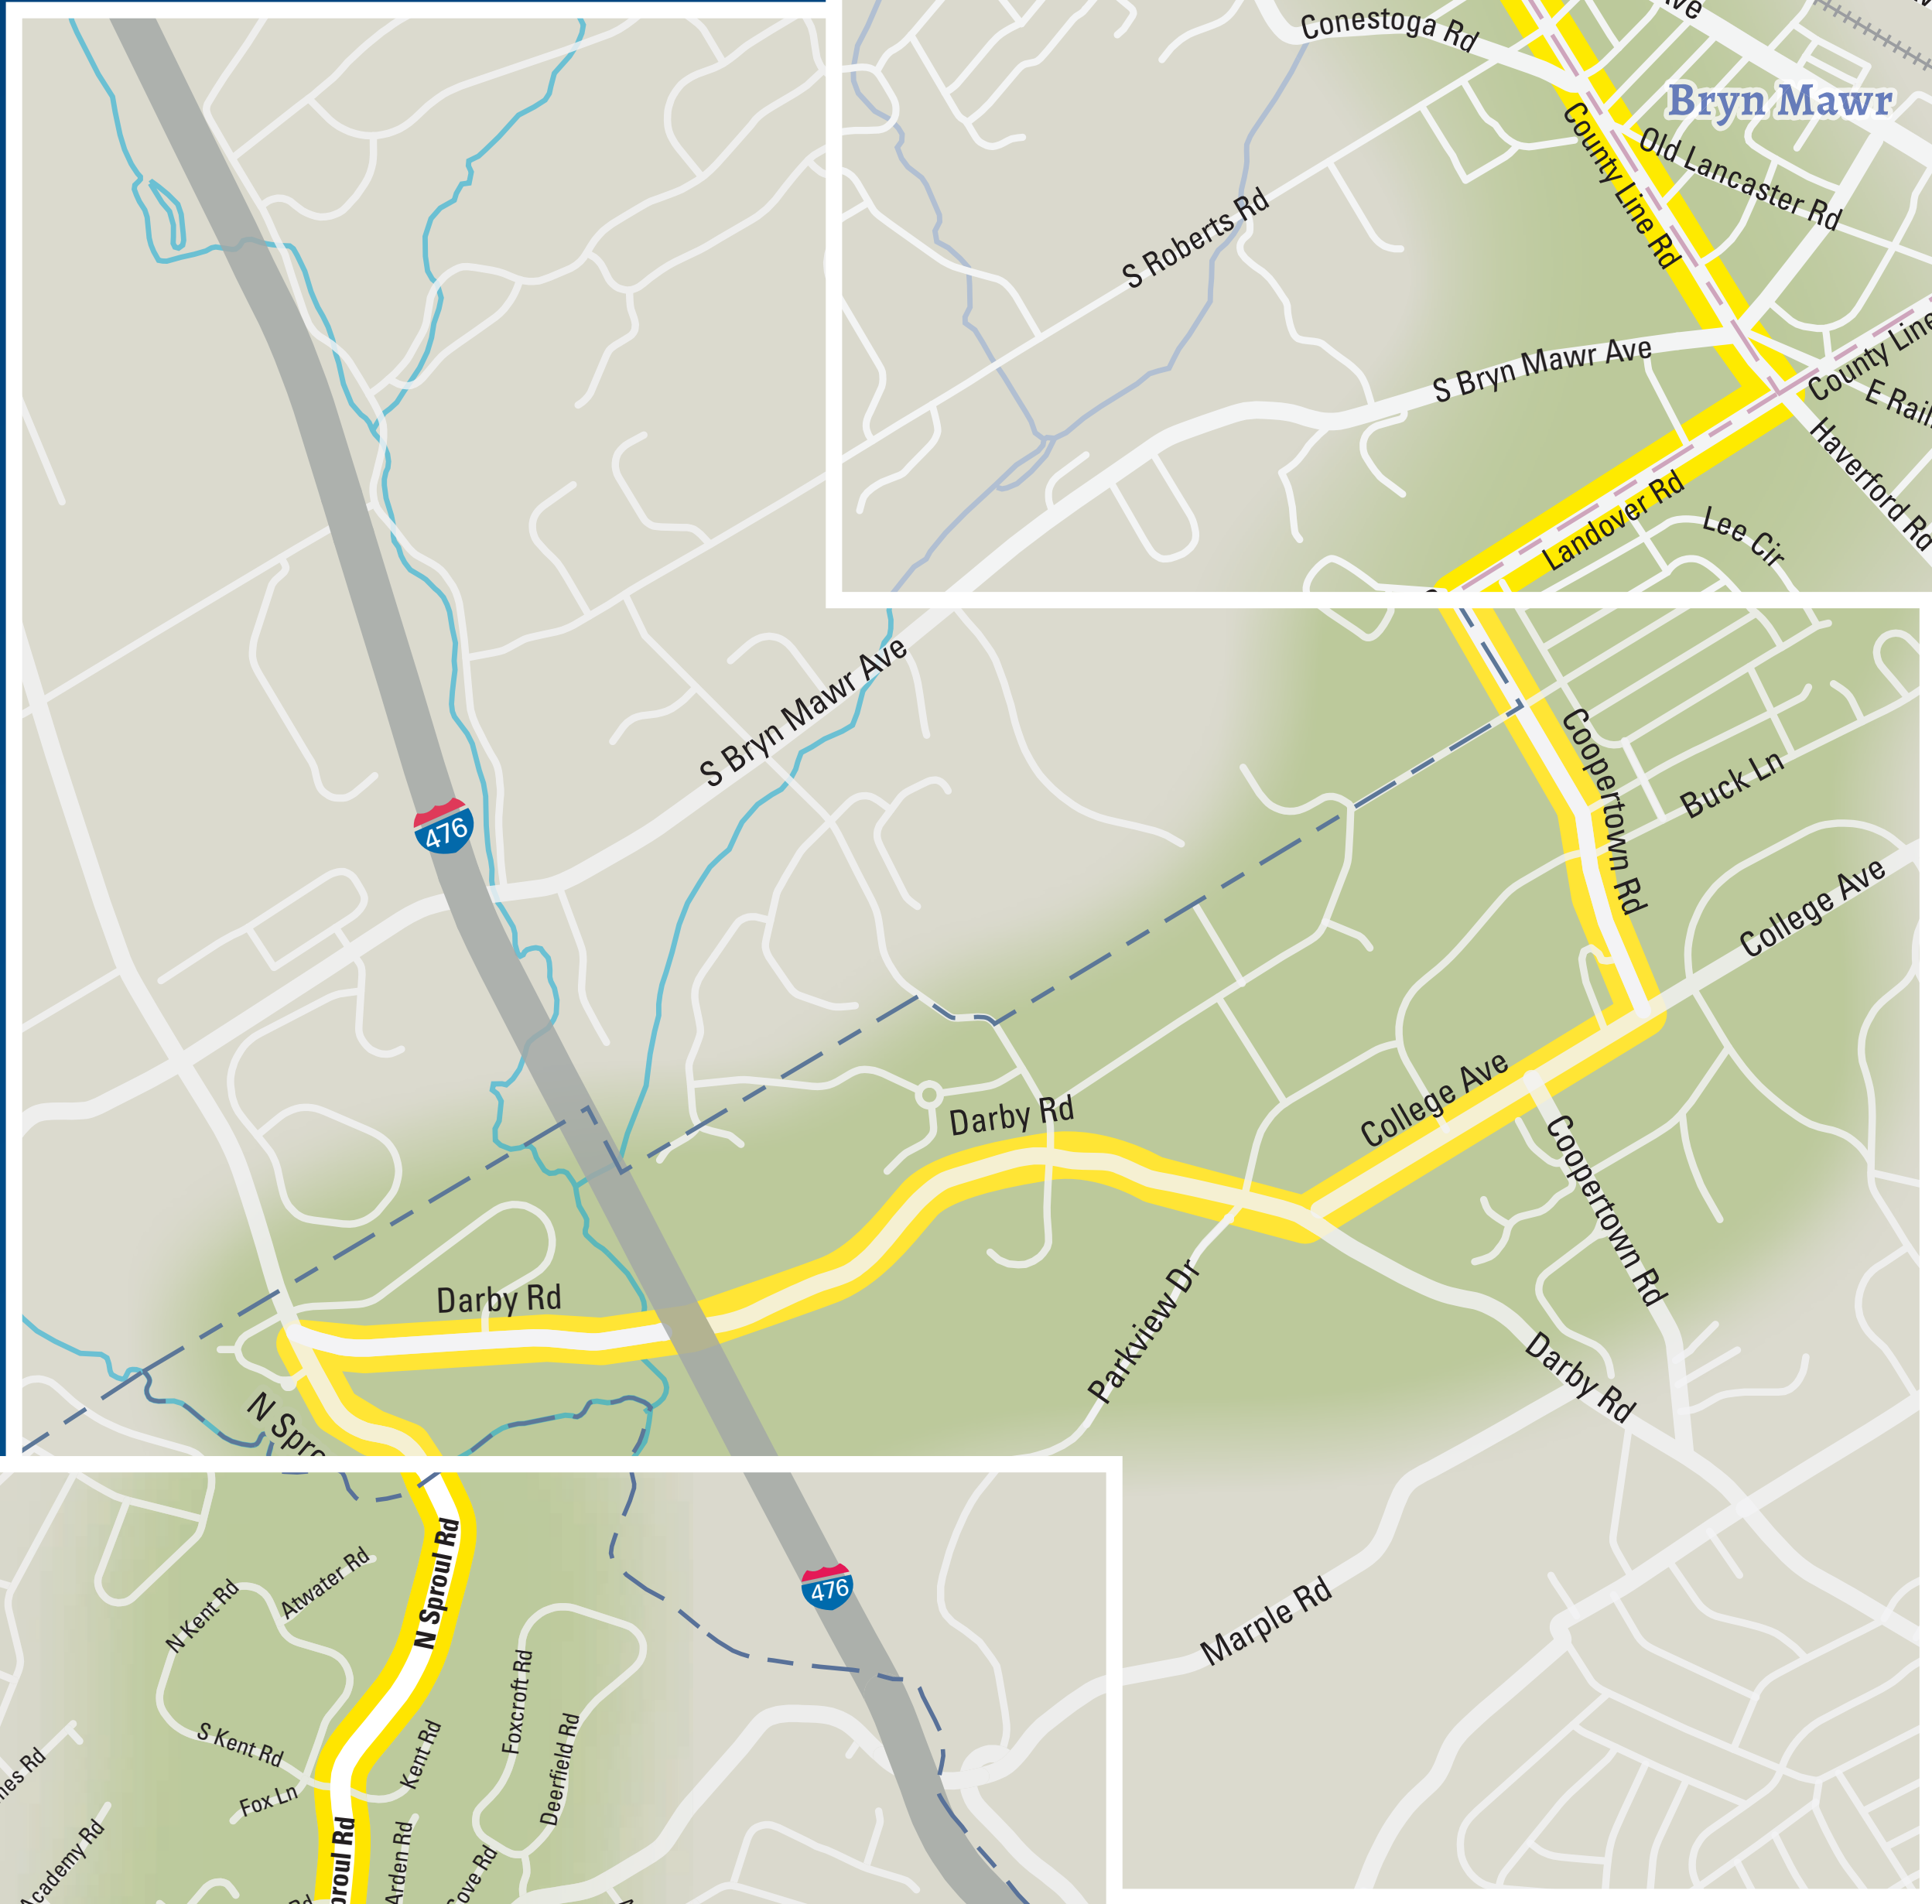 Conestoga Rd
Bryn Mawr
County Line Rd
Old Lancaster Rd
S Roberts Rd
S Bryn Mawr Ave
County Line
Haverford Rd
Landover Rd
Lee Cir
S Bryn Mawr Ave
Coopertown Rd
Buck Ln
476
College Ave
College Ave
Darby Rd
Coopertown Rd
Darby Rd
Parkview Dr
Darby Rd
N Spro
N Sproul Rd
Atwater Rd
N Kent Rd
476
Marple Rd
Foxcroft Rd
S Kent Rd
Kent Rd
Deerfield Rd
Fox Ln
Academy Rd
Arden Rd